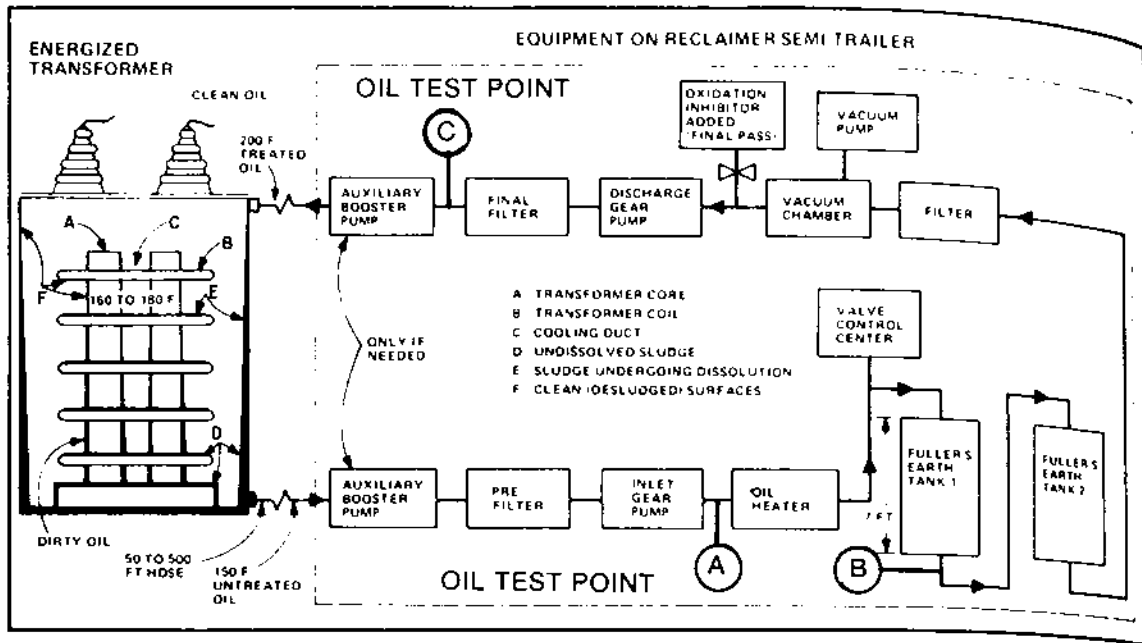 ENERGIZED
TRANSFORMER
EQUIPMENT ON RECLAIMER SEMI TRAILER
CLEAN OIL
OIL TEST POINT
200 F
TREATED
OIL
C
OXIDATION
INHIBITOR
ADDED
(FINAL PASS)
VACUUM
PUMP
AUXILIARY
BOOSTER
PUMP
FINAL
FILTER
DISCHARGE
GEAR
PUMP
VACUUM
CHAMBER
FILTER
A
C
B
F
160 TO 180 F
E
D
ONLY IF
NEEDED
A TRANSFORMER CORE
B TRANSFORMER COIL
C COOLING DUCT
D UNDISSOLVED SLUDGE
E SLUDGE UNDERGOING DISSOLUTION
F CLEAN (DESLUDGED) SURFACES
VALVE
CONTROL
CENTER
FULLER'S
EARTH
TANK 1
FULLER'S
EARTH
TANK 2
7 FT
AUXILIARY
BOOSTER
PUMP
PRE
FILTER
INLET
GEAR
PUMP
OIL
HEATER
DIRTY OIL
50 TO 500
FT HOSE
150 F
UNTREATED
OIL
OIL TEST POINT
A
B